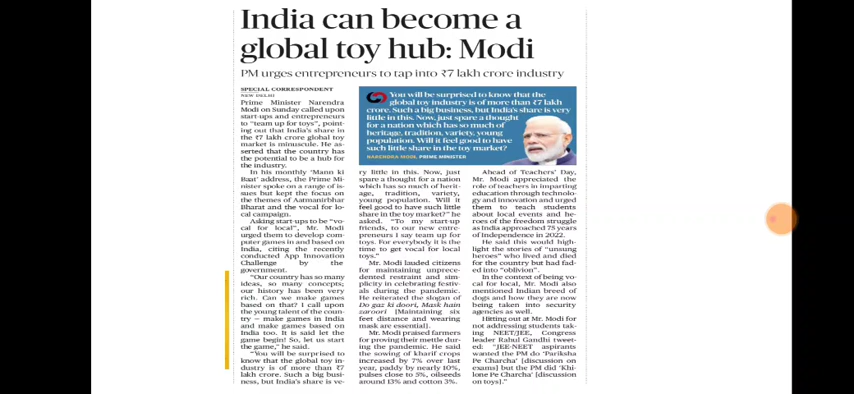 India can become a
global toy hub: Modi
PM urges entrepreneurs to tap into ₹7 lakh crore industry
SPECIAL CORRESPONDENT
NEW DELHI
Prime Minister Narendra
Modi on Sunday called upon
start-ups and entrepreneurs
to “team up for toys”, point-
ing out that India’s share in
the ₹7 lakh crore global toy
market is minuscule. He as-
serted that the country has
the potential to be a hub for
the industry.
In his monthly ‘Mann ki
Baat’ address, the Prime Mi-
nister spoke on a range of is-
sues but kept the focus on
the themes of Aatmanirbhar
Bharat and the vocal for lo-
cal campaign.
Asking start-ups to be “vo-
cal for local”, Mr. Modi
urged them to develop com-
puter games in and based on
India, citing the recently
conducted App Innovation
Challenge by the
government.
“Our country has so many
ideas, so many concepts;
our history has been very
rich. Can we make games
based on that? I call upon
the young talent of the coun-
try – make games in India
and make games based on
India too. It is said let the
game begin! So, let us start
the game,” he said.
“You will be surprised to
know that the global toy in-
dustry is of more than ₹7
lakh crore. Such a big busi-
ness, but India’s share is ve-
You will be surprised to know that the
global toy industry is of more than ₹7 lakh
crore. Such a big business, but India’s share is very
little in this. Now, just spare a thought
for a nation which has so much of
heritage, tradition, variety, young
population. Will it feel good to have
such little share in the toy market?
NARENDRA MODI, PRIME MINISTER
ry little in this. Now, just
spare a thought for a nation
which has so much of herit-
age, tradition, variety,
young population. Will it
feel good to have such little
share in the toy market?” he
asked. “To my start-up
friends, to our new entre-
preneurs I say team up for
toys. For everybody it is the
time to get vocal for local
toys.”
Mr. Modi lauded citizens
for maintaining unprece-
dented restraint and sim-
plicity in celebrating festiv-
als during the pandemic.
He reiterated the slogan of
Do gaz ki doori, Mask hain
zaroori [Maintaining six
feet distance and wearing
mask are essential].
Mr. Modi praised farmers
for proving their mettle dur-
ing the pandemic. He said
the sowing of kharif crops
increased by 7% over last
year, paddy by nearly 10%,
pulses close to 5%, oilseeds
around 13% and cotton 3%.
Ahead of Teachers’ Day,
Mr. Modi appreciated the
role of teachers in imparting
education through technolo-
gy and innovation and urged
them to teach students
about local events and he-
roes of the freedom struggle
as India approached 75 years
of Independence in 2022.
He said this would high-
light the stories of “unsung
heroes” who lived and died
for the country but had fad-
ed into “oblivion”.
In the context of being vo-
cal for local, Mr. Modi also
mentioned Indian breed of
dogs and how they are now
being taken into security
agencies as well.
Hitting out at Mr. Modi for
not addressing students tak-
ing NEET/JEE, Congress
leader Rahul Gandhi tweet-
ed: “JEE-NEET aspirants
wanted the PM do ‘Pariksha
Pe Charcha’ [discussion on
exams] but the PM did ‘Khi-
lone Pe Charcha’ [discussion
on toys].”